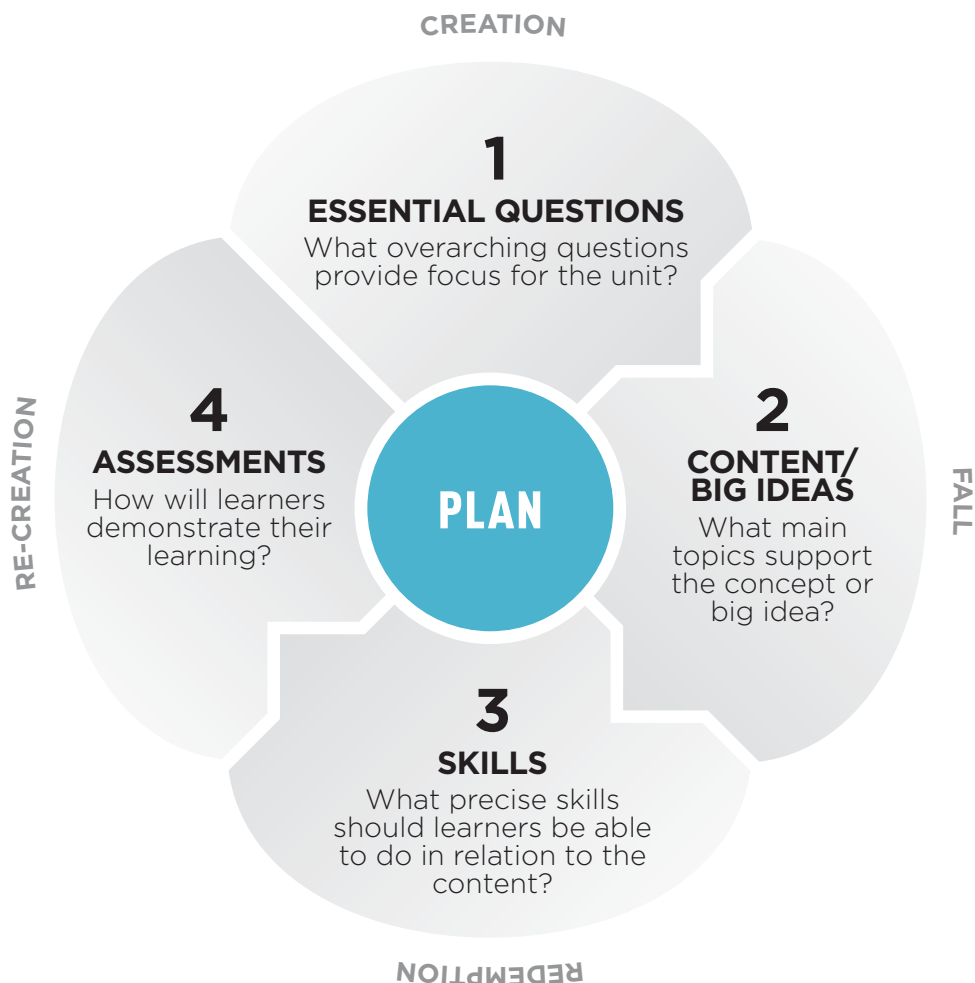 CREATION
1
ESSENTIAL QUESTIONS
What overarching questions
provide focus for the unit?
2
CONTENT/
BIG IDEAS
What main
topics support
the concept or
big idea?
FALL
3
SKILLS
What precise skills
should learners be able
to do in relation to the
content?
REDEMPTION
4
ASSESSMENTS
How will learners
demonstrate their
learning?
RE-CREATION
PLAN